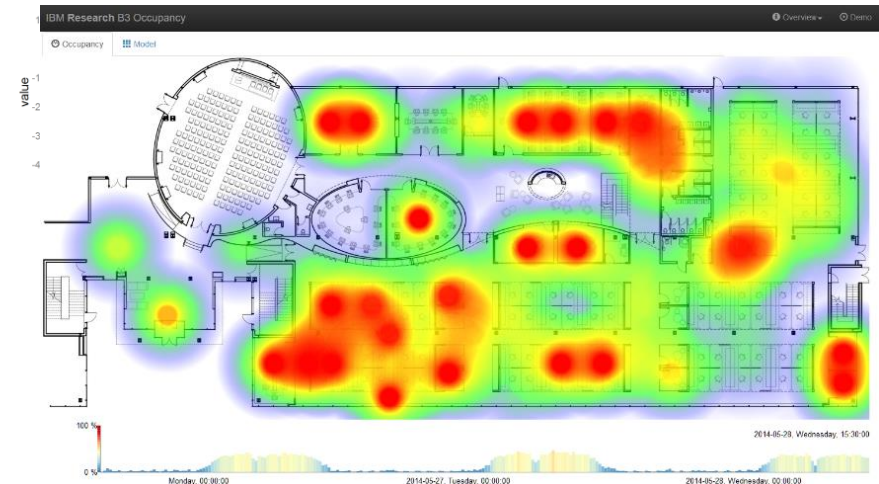 IBM Research B3 Occupancy
Overview
Demo
Occupancy
Model
value
-1
-2
-3
-4
100 %
0 %
2014-05-28, Wednesday, 15:30:00
Monday, 00:00:00
2014-05-27, Tuesday, 00:00:00
2014-05-28, Wednesday, 00:00:00